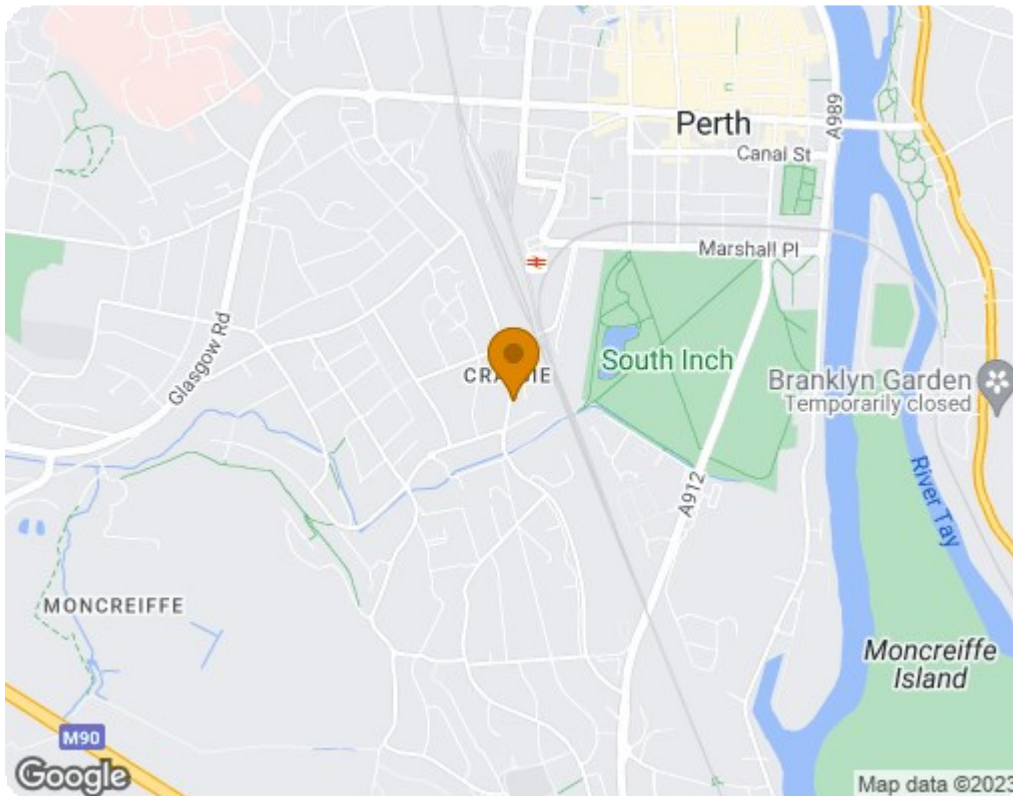 Perth
A989
Canal St
Marshall Pl
Glasgow Rd
South Inch
Branklyn Garden
Temporarily closed
A912
River Tay
MONCREIFFE
Moncreiffe
Island
M90
Google
Map data ©2023